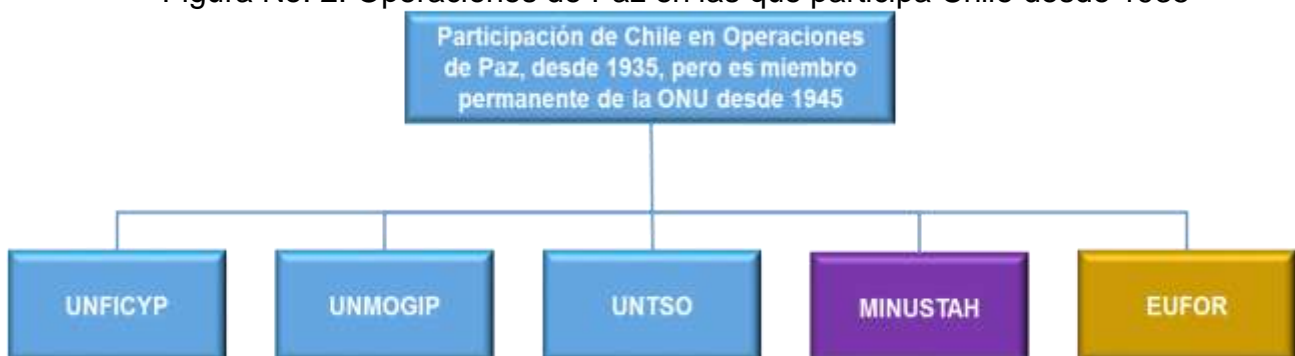 Figura No. 2: Operaciones de Paz en las que participa Chile desde 1935
Participación de Chile en Operaciones
de Paz, desde 1935, pero es miembro
permanente de la ONU desde 1945
UNFICYP
UNMOGIP
UNTSO
MINUSTAH
EUFOR